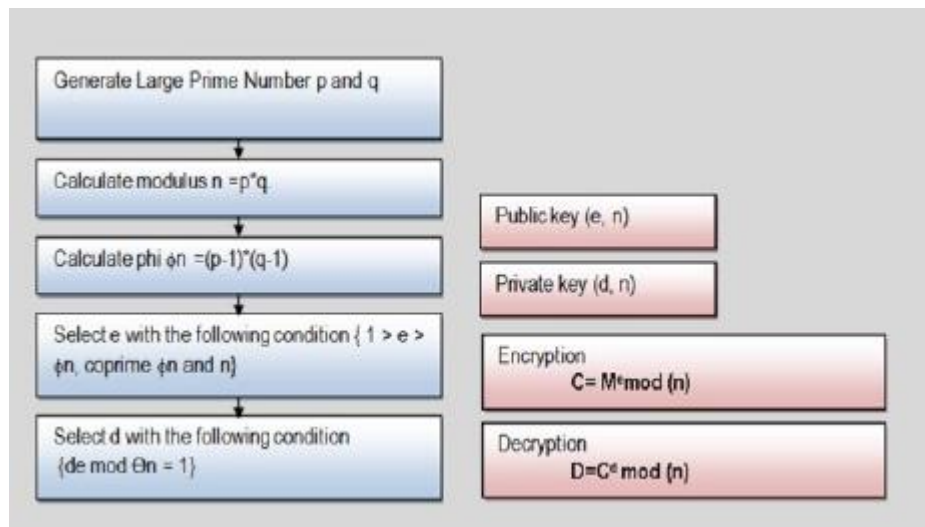 Generate Large Prime Number p and q
Calculate modulus n =p*q
Calculate phi ϕn =(p-1)*(q-1)
Select e with the following condition { 1 > e >
ϕn, coprime ϕn and n}
Select d with the following condition
{de mod Θn = 1}
Public key (e, n)
Private key (d, n)
Encryption
C= Mᵉmod (n)
Decryption
D=Cᵈ mod (n)